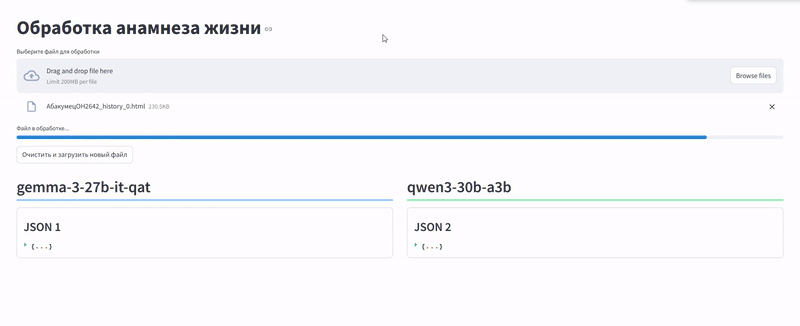 Обработка анамнеза жизни
Выберите файл для обработки
Drag and drop file here
Limit 200MB per file
Browse files
АбакумецОН2642_history_0.html 230.5KB
Файл в обработке...
Очистить и загрузить новый файл
gemma-3-27b-it-qat
qwen3-30b-a3b
JSON 1
{...}
JSON 2
{...}